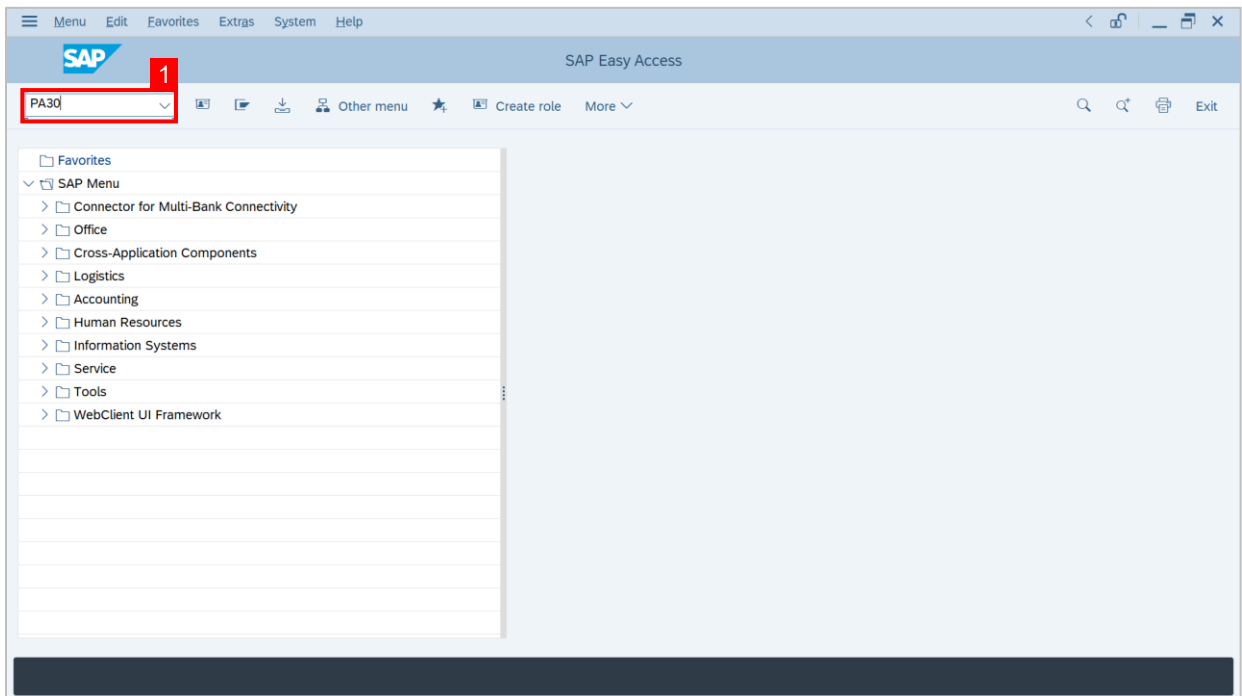 Menu Edit Favorites Extras System Help
SAP
SAP Easy Access
1
PA30
Other menu Create role More Exit
Favorites
SAP Menu
Connector for Multi-Bank Connectivity
Office
Cross-Application Components
Logistics
Accounting
Human Resources
Information Systems
Service
Tools
WebClient UI Framework